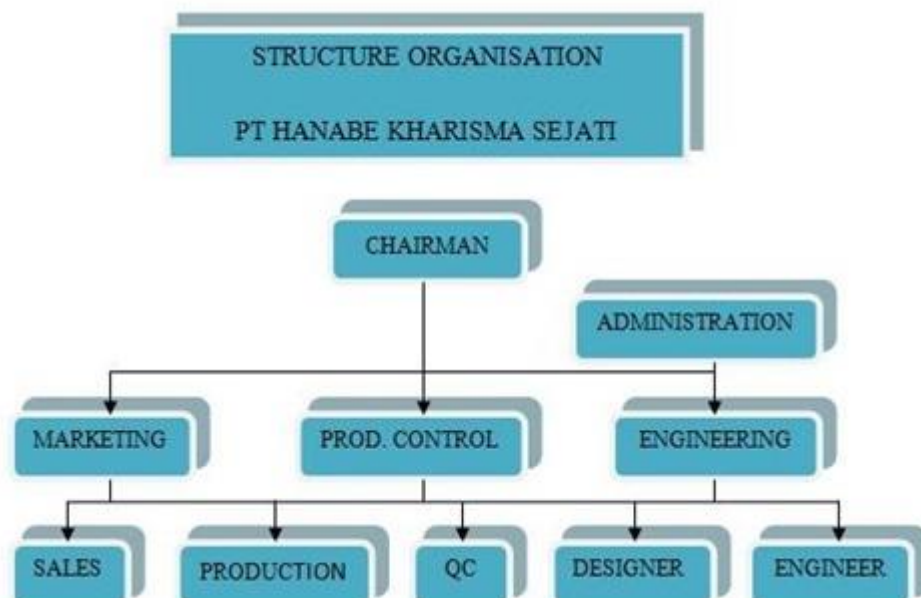 STRUCTURE ORGANISATION
PT HANABE KHARISMA SEJATI
CHAIRMAN
ADMINISTRATION
MARKETING
PROD. CONTROL
ENGINEERING
SALES
PRODUCTION
QC
DESIGNER
ENGINEER